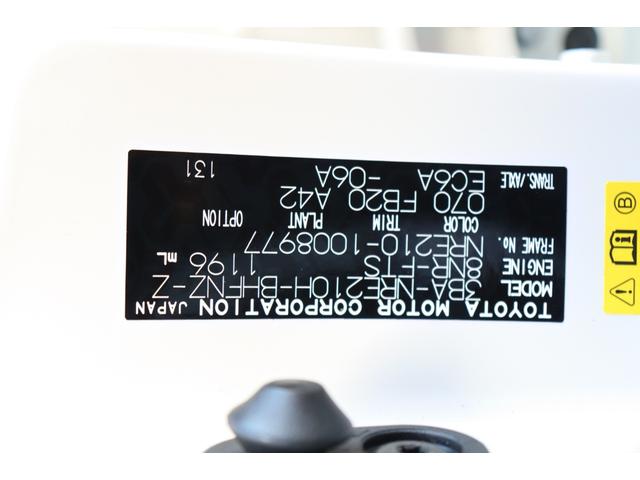 TOYOTA MOTOR CORPORATION JAPAN
MODEL 3BA-NRE210H-BHFNZ-Z
ENGINE 8NR-FTS 1196 mL
FRAME No. NRE210-1008977
COLOR TRIM PLANT OPTION
070 FB20 A42
TRANS./AXLE EC6A -06A
131
B